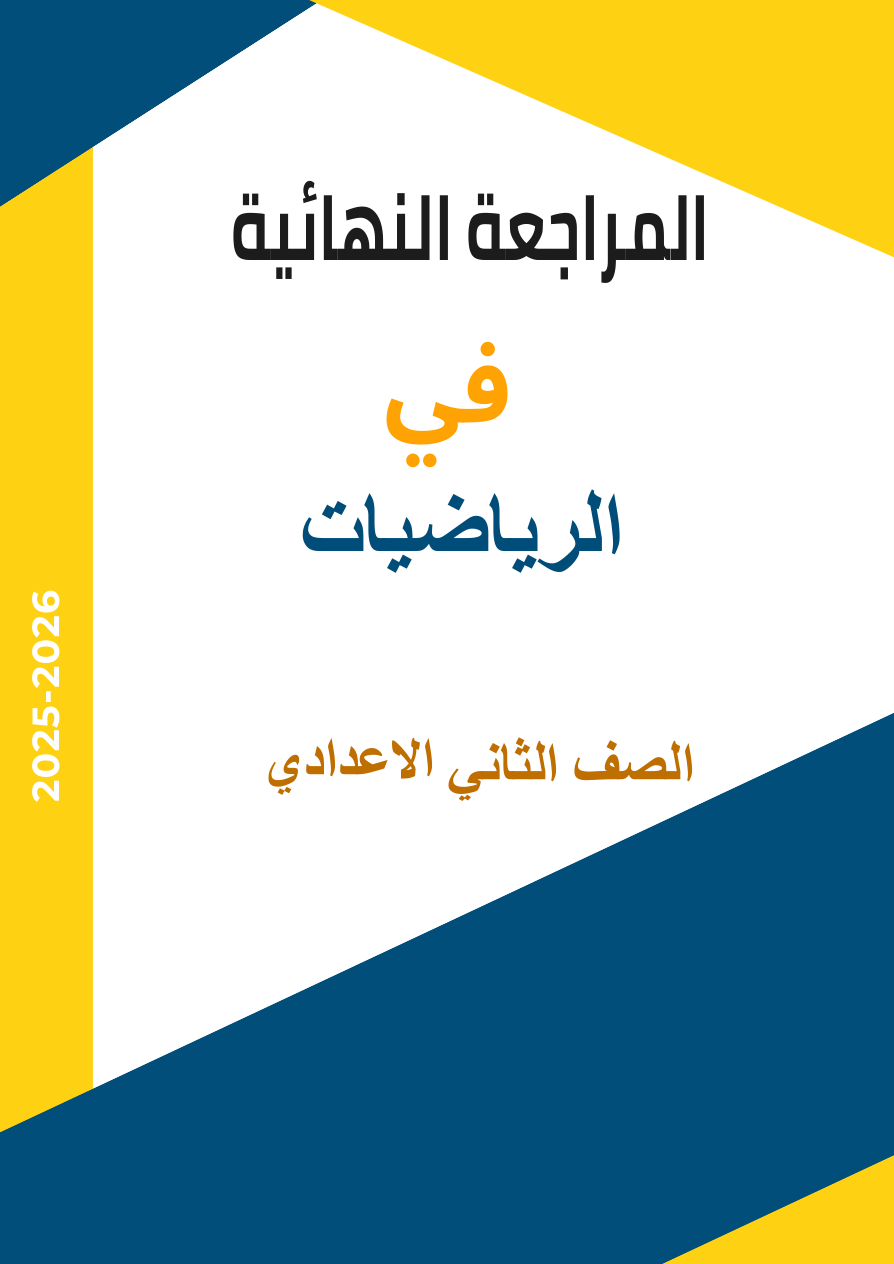 المراجعة النهائية
في
الرياضيات
الصف الثاني الاعدادي
2025-2026